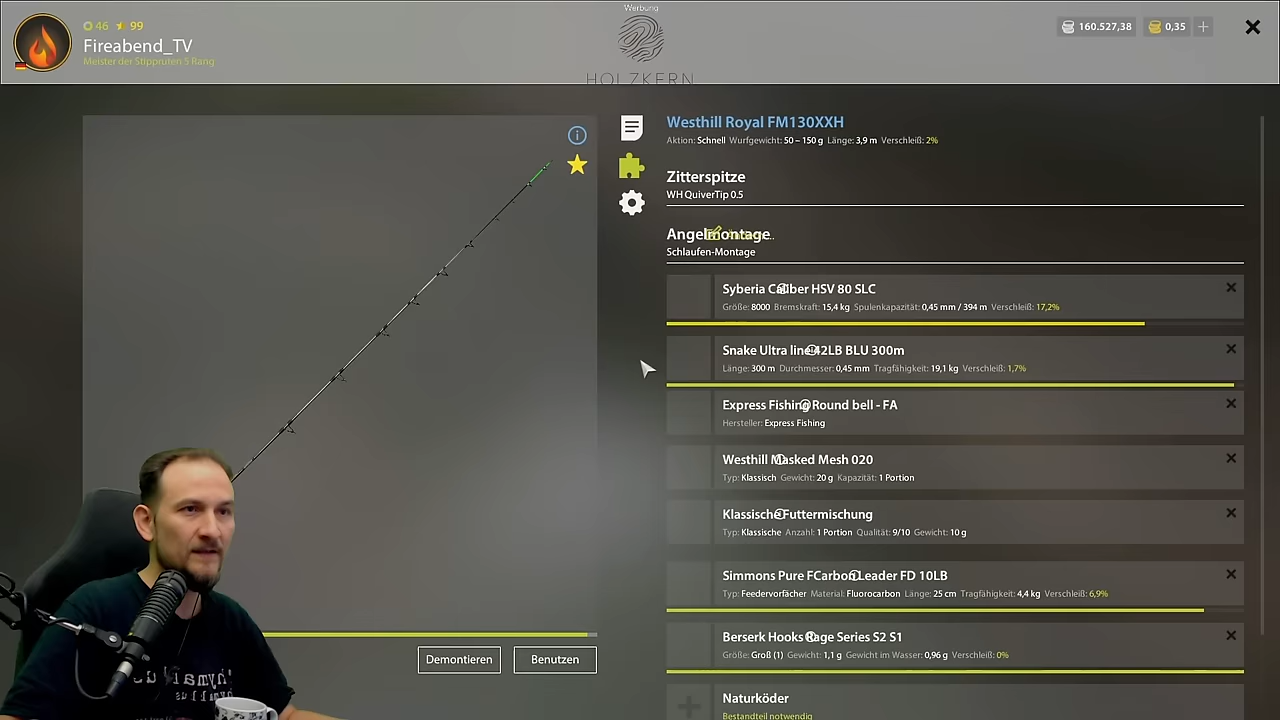 Werbung
46 99
Fireabend_TV
Meister der Stippruten 5 Rang
HOLZKERN
160.527,38
0,35
Westhill Royal FM130XXH
Aktion: Schnell Wurfgewicht: 50 – 150 g Länge: 3,9 m Verschleiß: 2%
Zitterspitze
WH QuiverTip 0.5
Angelmontage
Schlaufen-Montage
Syberia Caliber HSV 80 SLC
Größe: 8000 Bremskraft: 15,4 kg Spulenkapazität: 0,45 mm / 394 m Verschleiß: 17,2%
Snake Ultra line 42LB BLU 300m
Länge: 300 m Durchmesser: 0,45 mm Tragfähigkeit: 19,1 kg Verschleiß: 1,7%
Express Fishing Round bell - FA
Hersteller: Express Fishing
Westhill Masked Mesh 020
Typ: Klassisch Gewicht: 20 g Kapazität: 1 Portion
Klassische Futtermischung
Typ: Klassische Anzahl: 1 Portion Qualität: 9/10 Gewicht: 10 g
Simmons Pure FCarbon Leader FD 10LB
Typ: Feedervorfächer Material: Fluorocarbon Länge: 25 cm Tragfähigkeit: 4,4 kg Verschleiß: 6,9%
Berserk Hooks Rage Series S2 S1
Größe: Groß (1) Gewicht: 1,1 g Gewicht im Wasser: 0,96 g Verschleiß: 0%
Naturköder
Bestandteil notwendig
Demontieren
Benutzen